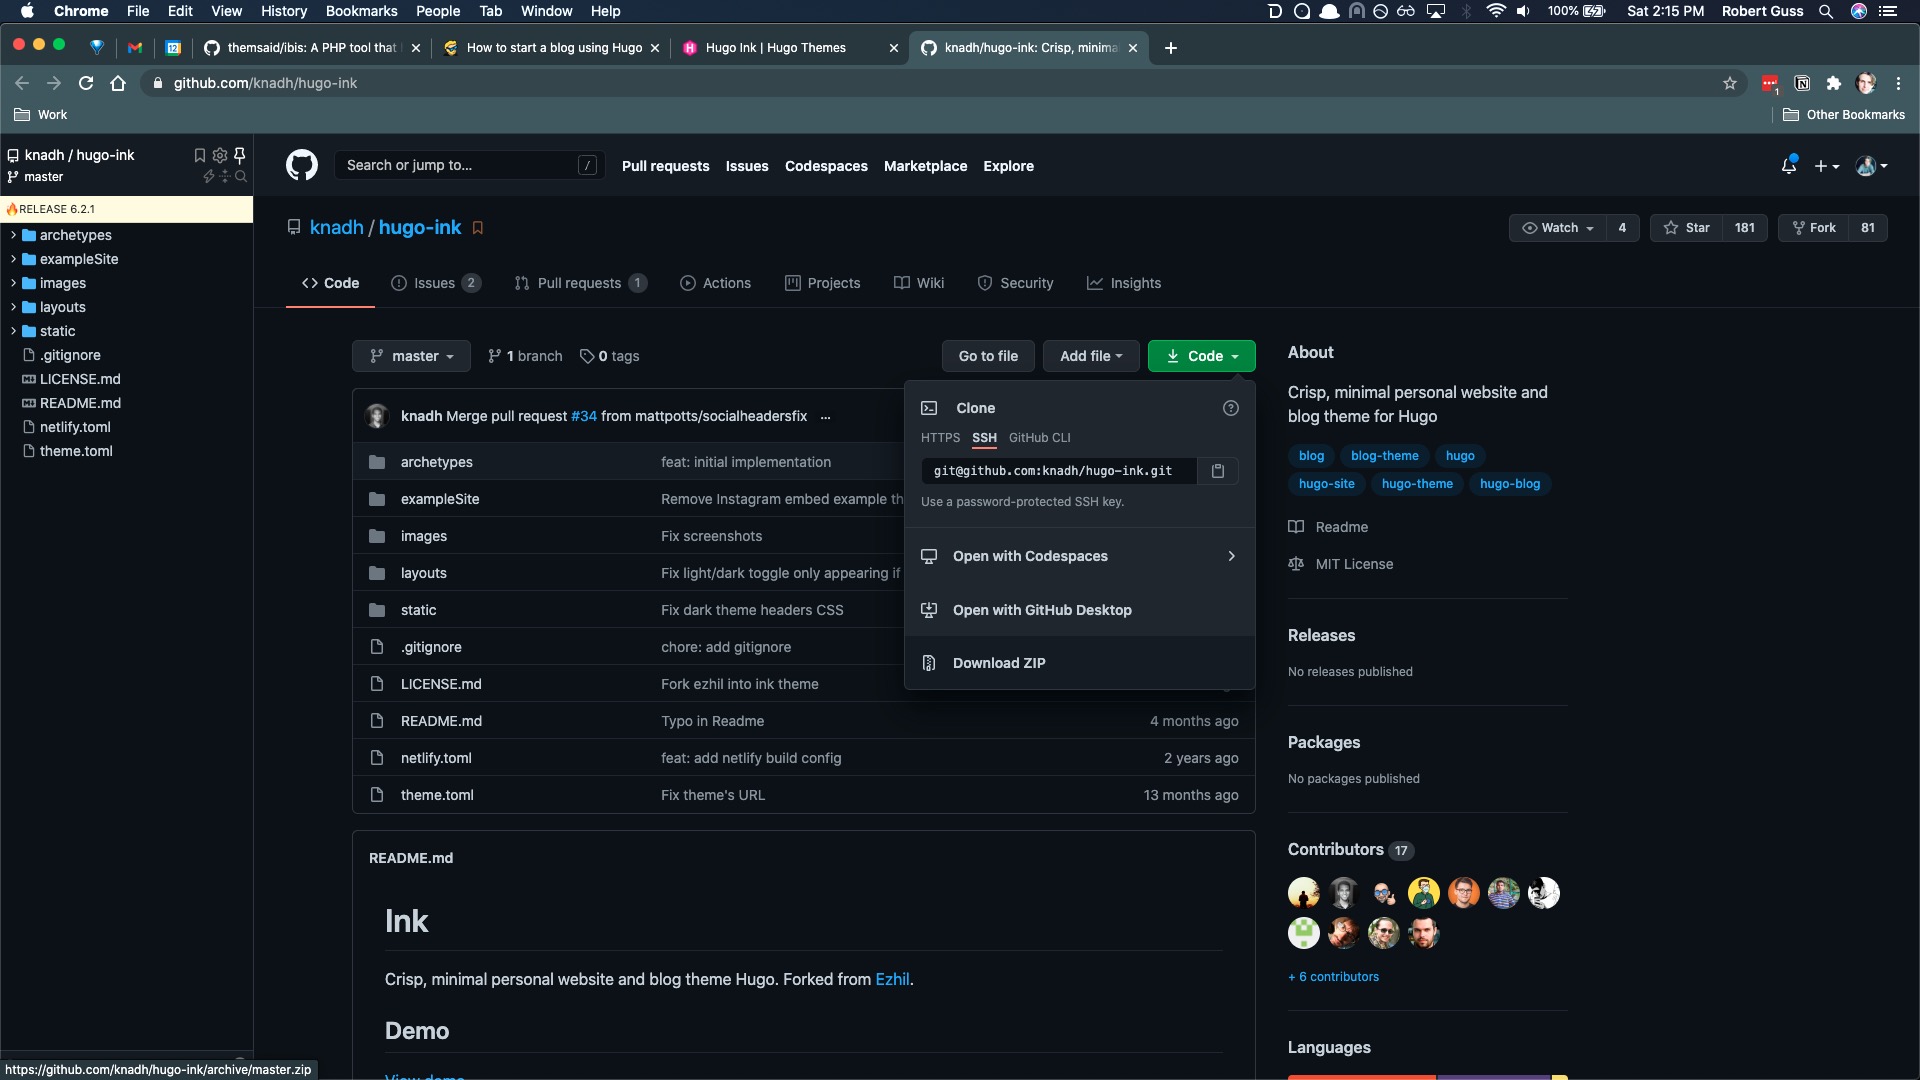 Chrome File Edit View History Bookmarks People Tab Window Help 100% Sat 2:15 PM Robert Guss
12 themsaid/ibis: A PHP tool that How to start a blog using Hugo Hugo Ink | Hugo Themes knadh/hugo-ink: Crisp, minima
github.com/knadh/hugo-ink 1
Work Other Bookmarks
knadh / hugo-ink
master
RELEASE 6.2.1
archetypes
exampleSite
images
layouts
static
.gitignore
LICENSE.md
README.md
netlify.toml
theme.toml
Search or jump to... / Pull requests Issues Codespaces Marketplace Explore
knadh / hugo-ink Watch 4 Star 181 Fork 81
Code Issues 2 Pull requests 1 Actions Projects Wiki Security Insights
master 1 branch 0 tags Go to file Add file Code
knadh Merge pull request #34 from mattpotts/socialheadersfix ...
archetypes feat: initial implementation
exampleSite Remove Instagram embed example th
images Fix screenshots
layouts Fix light/dark toggle only appearing if
static Fix dark theme headers CSS
.gitignore chore: add gitignore
LICENSE.md Fork ezhil into ink theme
README.md Typo in Readme 4 months ago
netlify.toml feat: add netlify build config 2 years ago
theme.toml Fix theme's URL 13 months ago
Clone
HTTPS SSH GitHub CLI
git@github.com:knadh/hugo-ink.git
Use a password-protected SSH key.
Open with Codespaces
Open with GitHub Desktop
Download ZIP
README.md
Ink
Crisp, minimal personal website and blog theme Hugo. Forked from Ezhil.
Demo
About
Crisp, minimal personal website and
blog theme for Hugo
blog blog-theme hugo
hugo-site hugo-theme hugo-blog
Readme
MIT License
Releases
No releases published
Packages
No packages published
Contributors 17
+ 6 contributors
Languages
https://github.com/knadh/hugo-ink/archive/master.zip